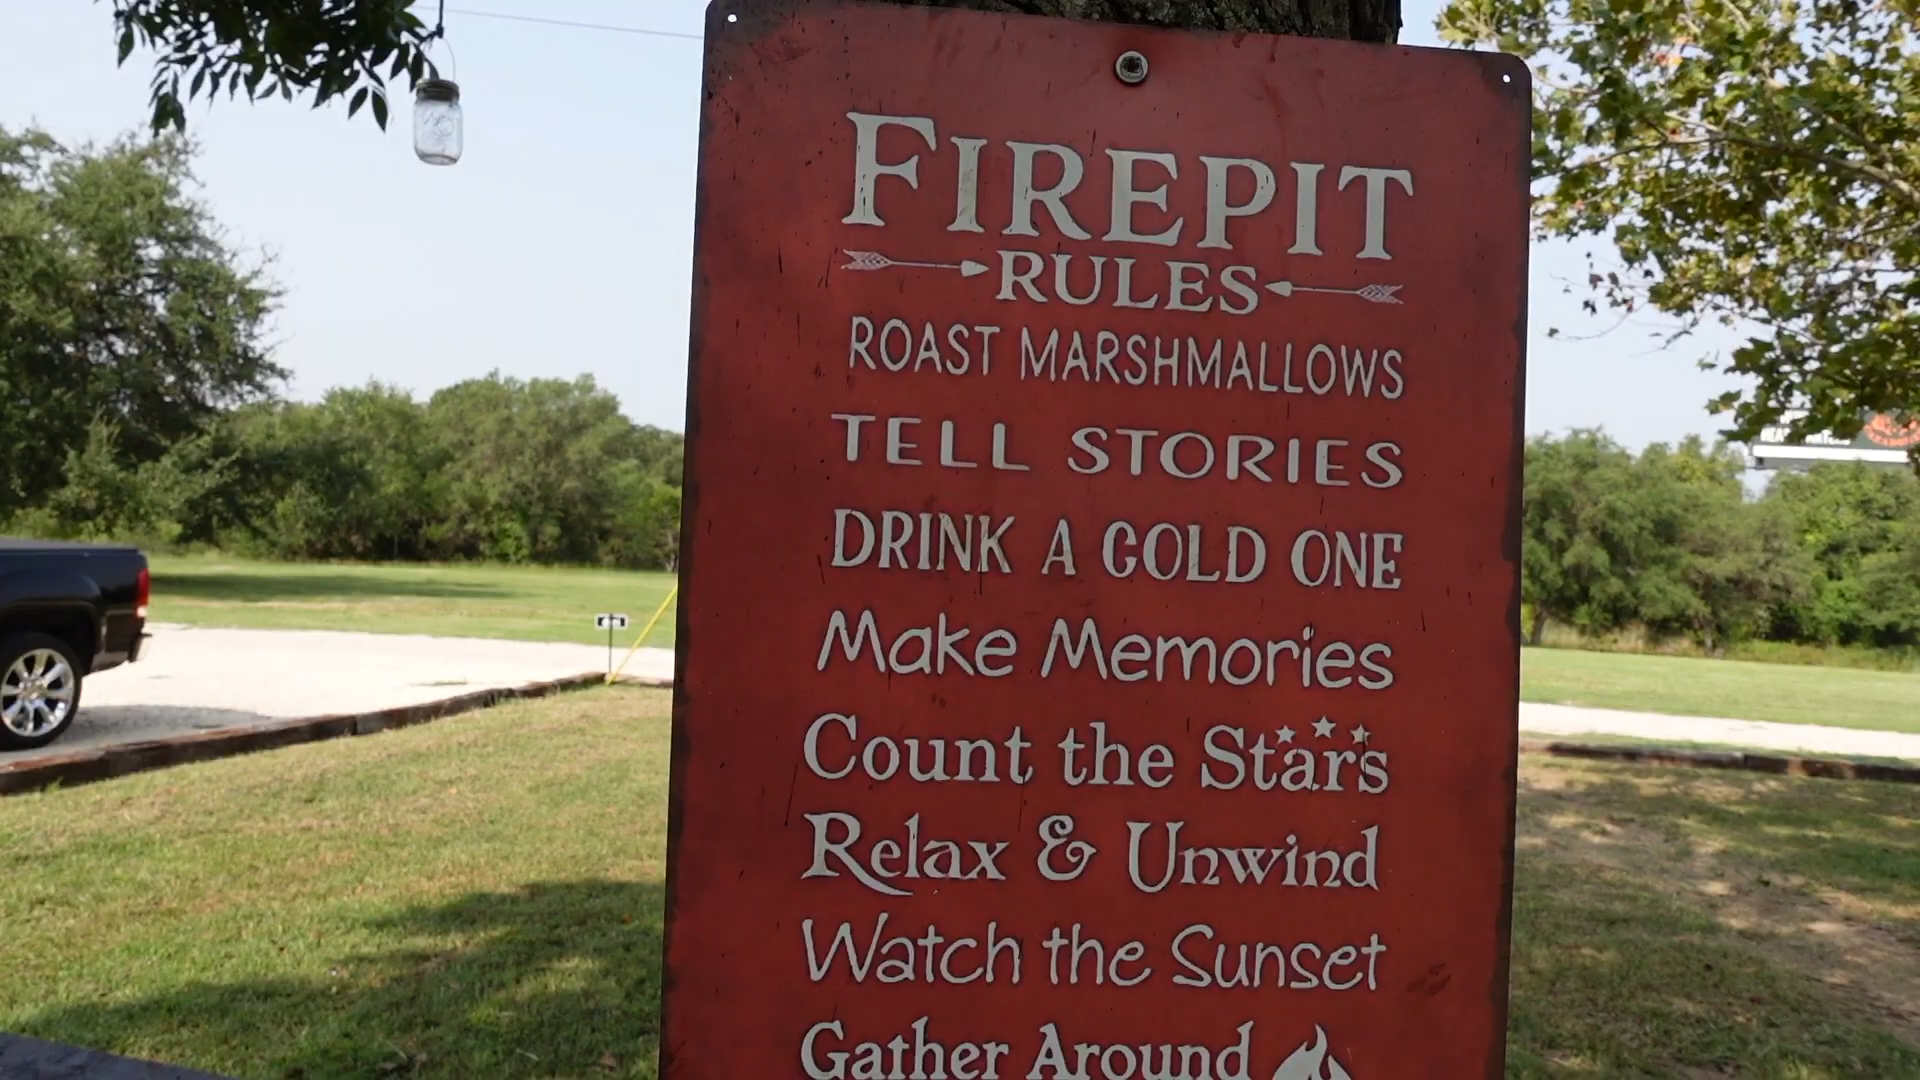 FIREPIT
RULES
ROAST MARSHMALLOWS
TELL STORIES
DRINK A COLD ONE
Make Memories
Count the Stars
Relax & Unwind
Watch the Sunset
Gather Around